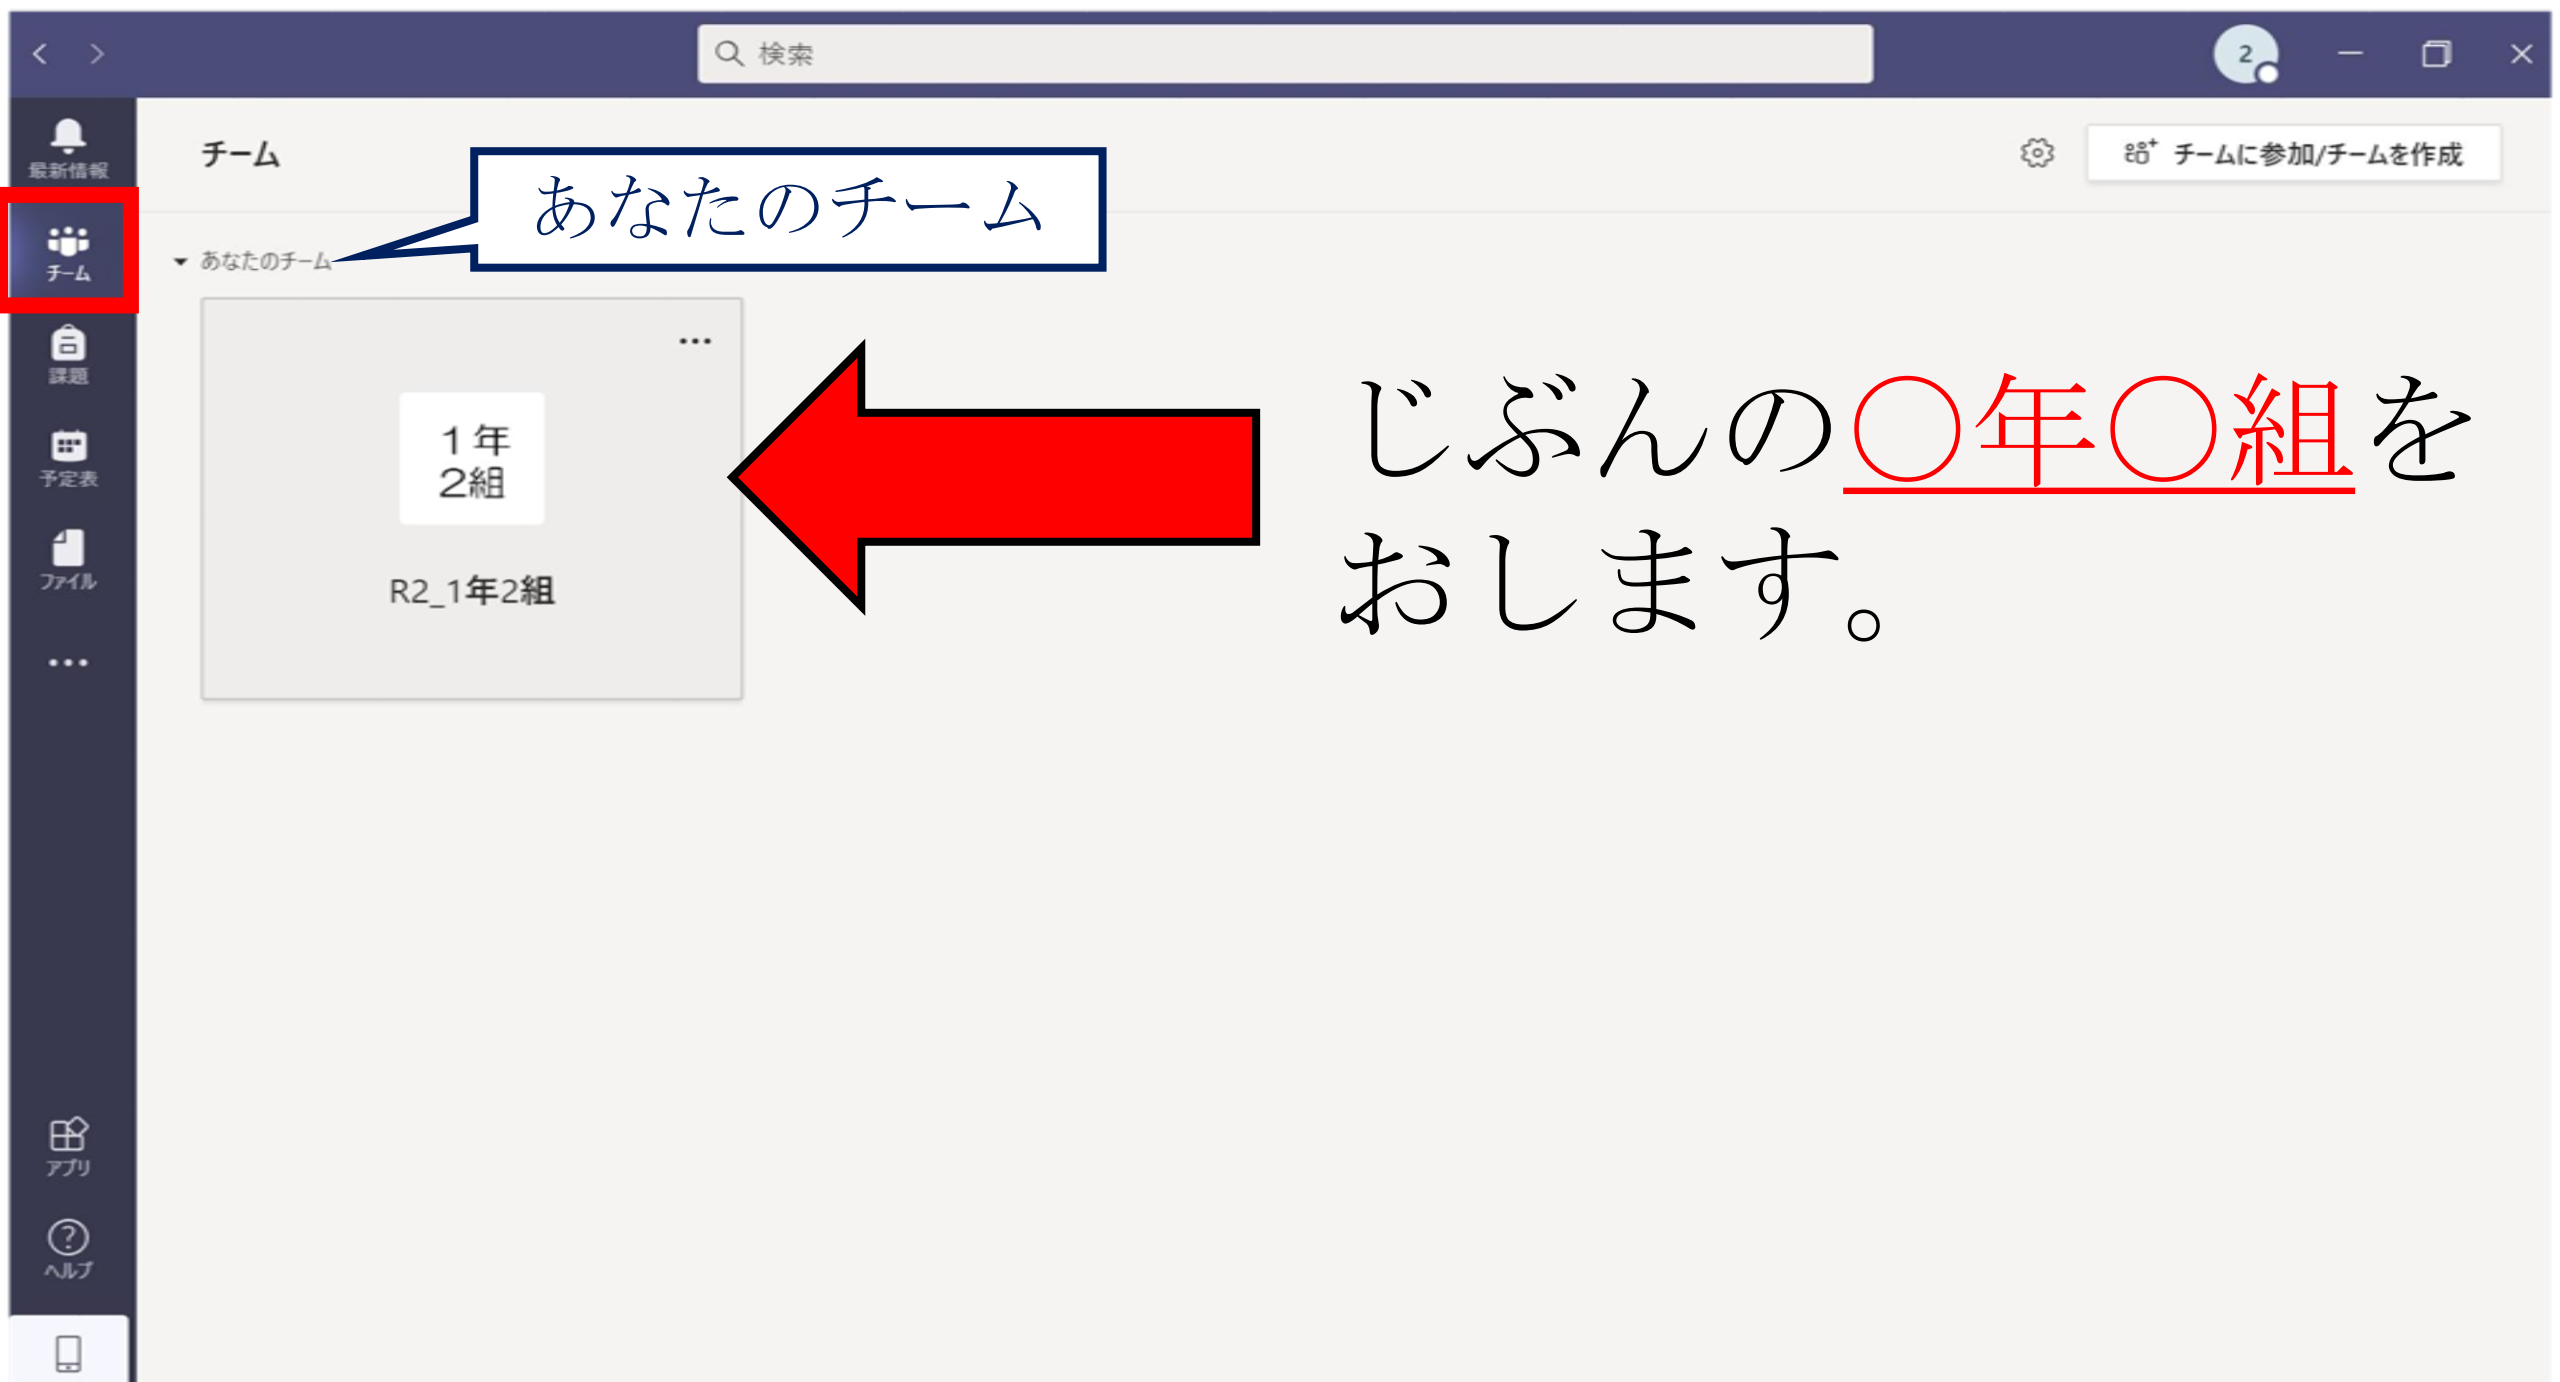 検索
2
最新情報
チーム
チームに参加/チームを作成
あなたのチーム
チーム
あなたのチーム
課題
1年
2組
じぶんの〇年〇組を
おします。
予定表
ファイル
R2_1年2組
アプリ
ヘルプ